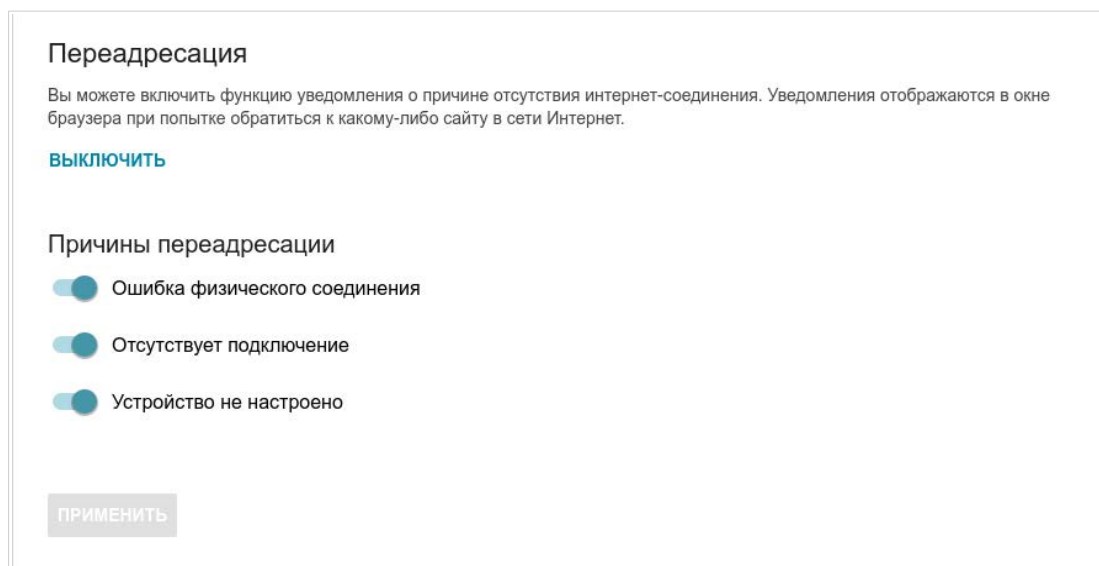 Переадресация
Вы можете включить функцию уведомления о причине отсутствия интернет-соединения. Уведомления отображаются в окне
браузера при попытке обратиться к какому-либо сайту в сети Интернет.
ВЫКЛЮЧИТЬ
Причины переадресации
Ошибка физического соединения
Отсутствует подключение
Устройство не настроено
ПРИМЕНИТЬ